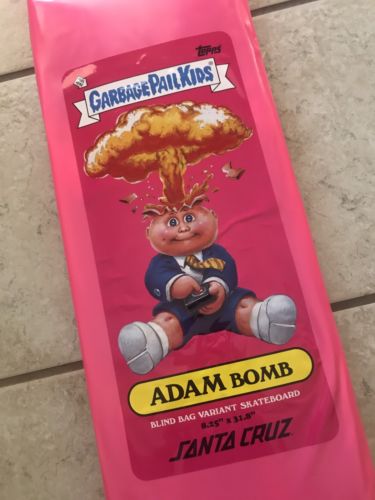 Topps
GARBAGE PAIL KIDS
ADAM BOMB
BLIND BAG VARIANT SKATEBOARD
8.25" x 31.8"
SANTA CRUZ